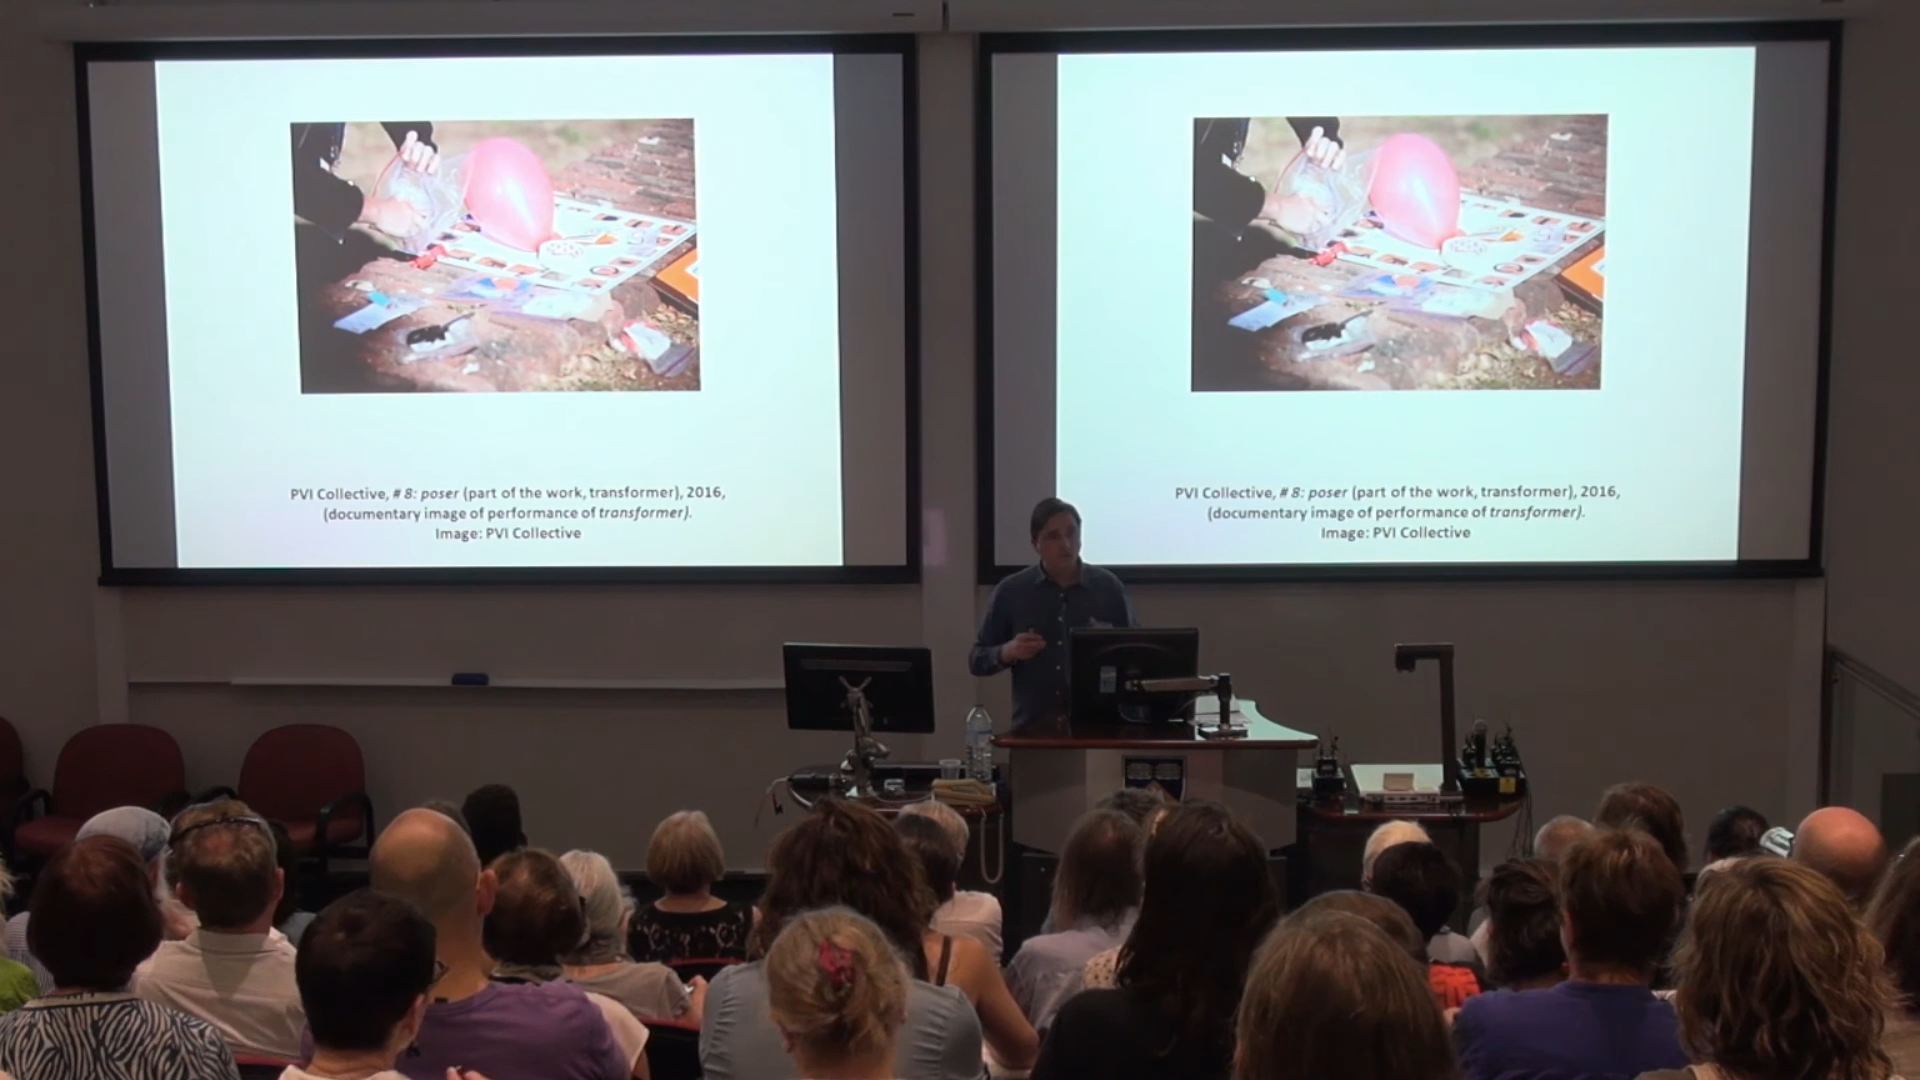 PVI Collective, # 8: poser (part of the work, transformer), 2016,
(documentary image of performance of transformer).
Image: PVI Collective
PVI Collective, # 8: poser (part of the work, transformer), 2016,
(documentary image of performance of transformer).
Image: PVI Collective